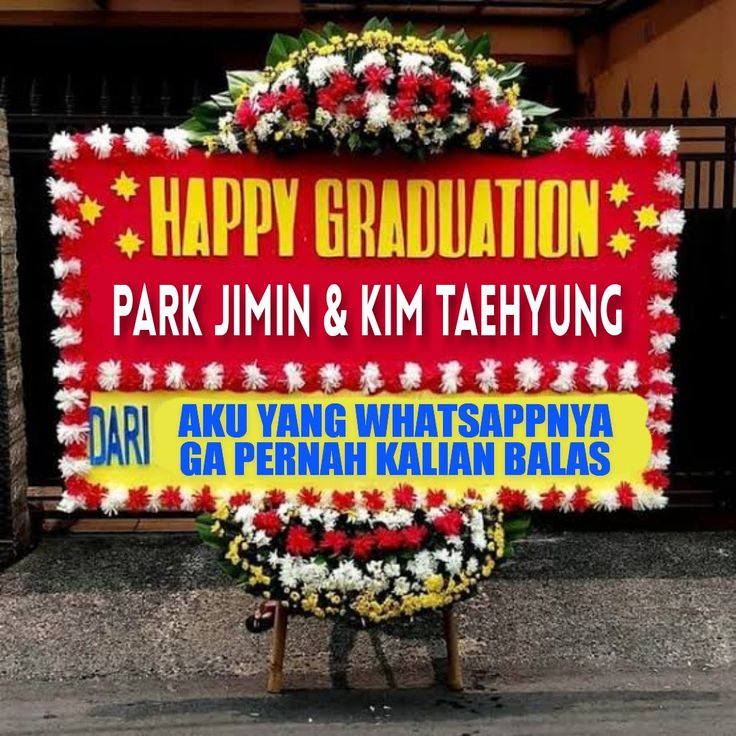 HAPPY GRADUATION
PARK JIMIN & KIM TAEHYUNG
DARI
AKU YANG WHATSAPPNYA
GA PERNAH KALIAN BALAS